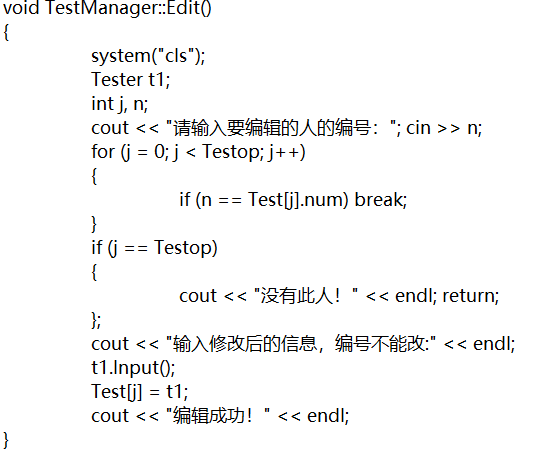 void TestManager::Edit()
{
system("cls");
Tester t1;
int j, n;
cout << "请输入要编辑的人的编号："; cin >> n;
for (j = 0; j < Testop; j++)
{
if (n == Test[j].num) break;
}
if (j == Testop)
{
cout << "没有此人！" << endl; return;
};
cout << "输入修改后的信息，编号不能改:" << endl;
t1.Input();
Test[j] = t1;
cout << "编辑成功！" << endl;
}